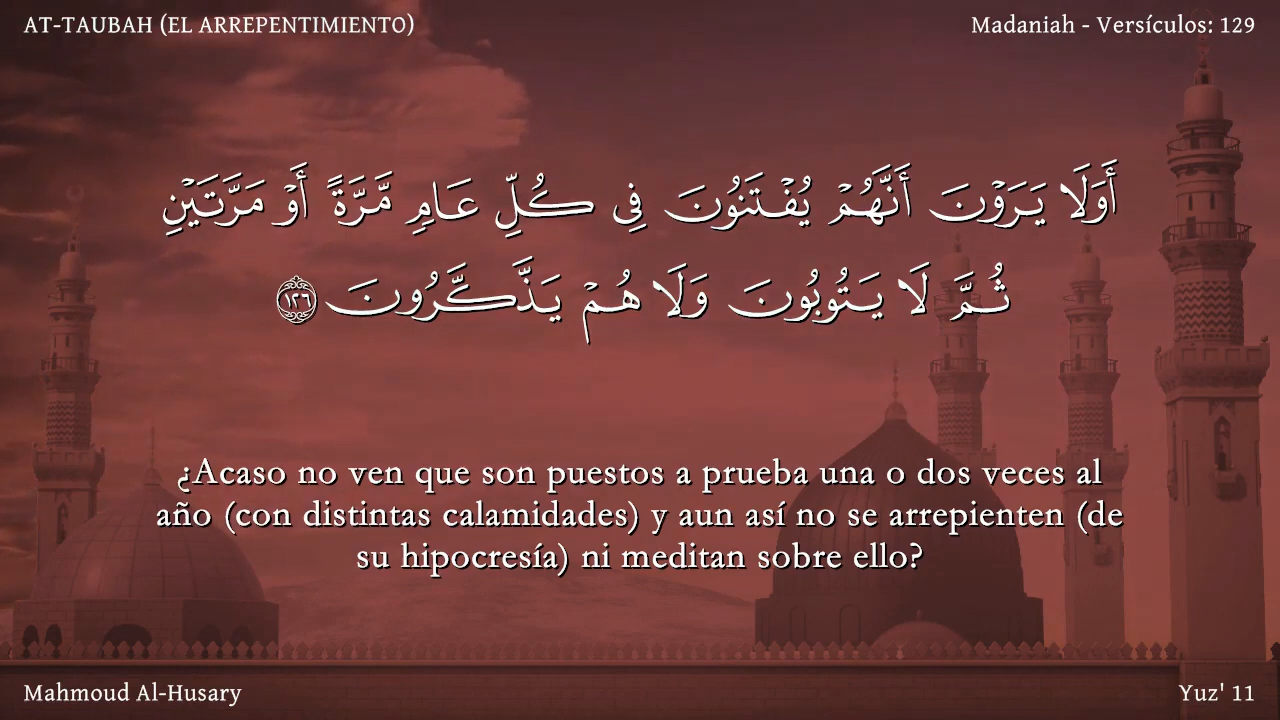 AT-TAUBAH (EL ARREPENTIMIENTO)
Madaniah - Versículos: 129
أَوَلَا يَرَوْنَ أَنَّهُمْ يُفْتَنُونَ فِى كُلِّ عَامٍ مَّرَّةً أَوْ مَرَّتَيْنِ
ثُمَّ لَا يَتُوبُونَ وَلَا هُمْ يَذَّكَّرُونَ ١٢٦
¿Acaso no ven que son puestos a prueba una o dos veces al
año (con distintas calamidades) y aun así no se arrepienten (de
su hipocresía) ni meditan sobre ello?
Mahmoud Al-Husary
Yuz' 11